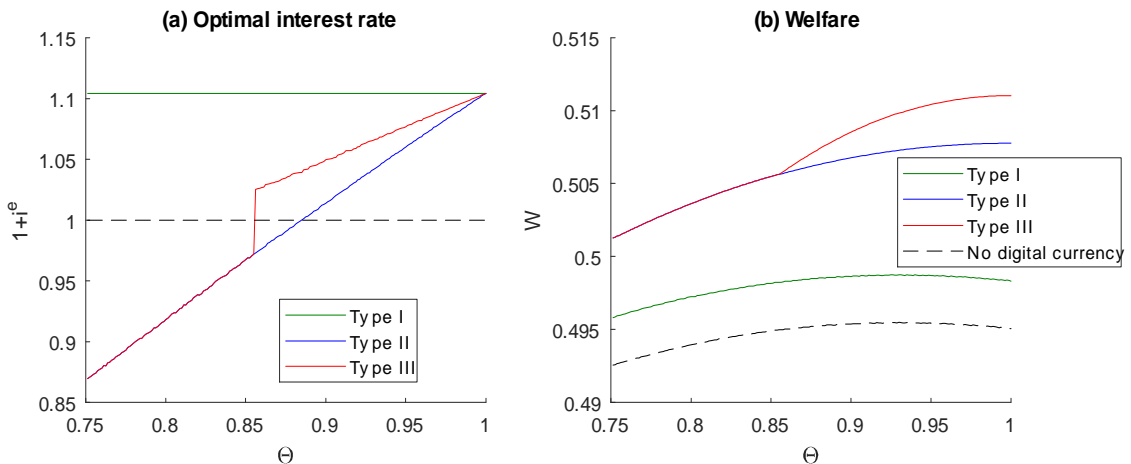 (a) Optimal interest rate
1.15
1.1
1.05
1
0.95
0.9
0.85
1+i^e
0.75 0.8 0.85 0.9 0.95 1
Θ
Type I
Type II
Type III
(b) Welfare
0.515
0.51
0.505
0.5
0.495
0.49
W
0.75 0.8 0.85 0.9 0.95 1
Θ
Type I
Type II
Type III
No digital currency